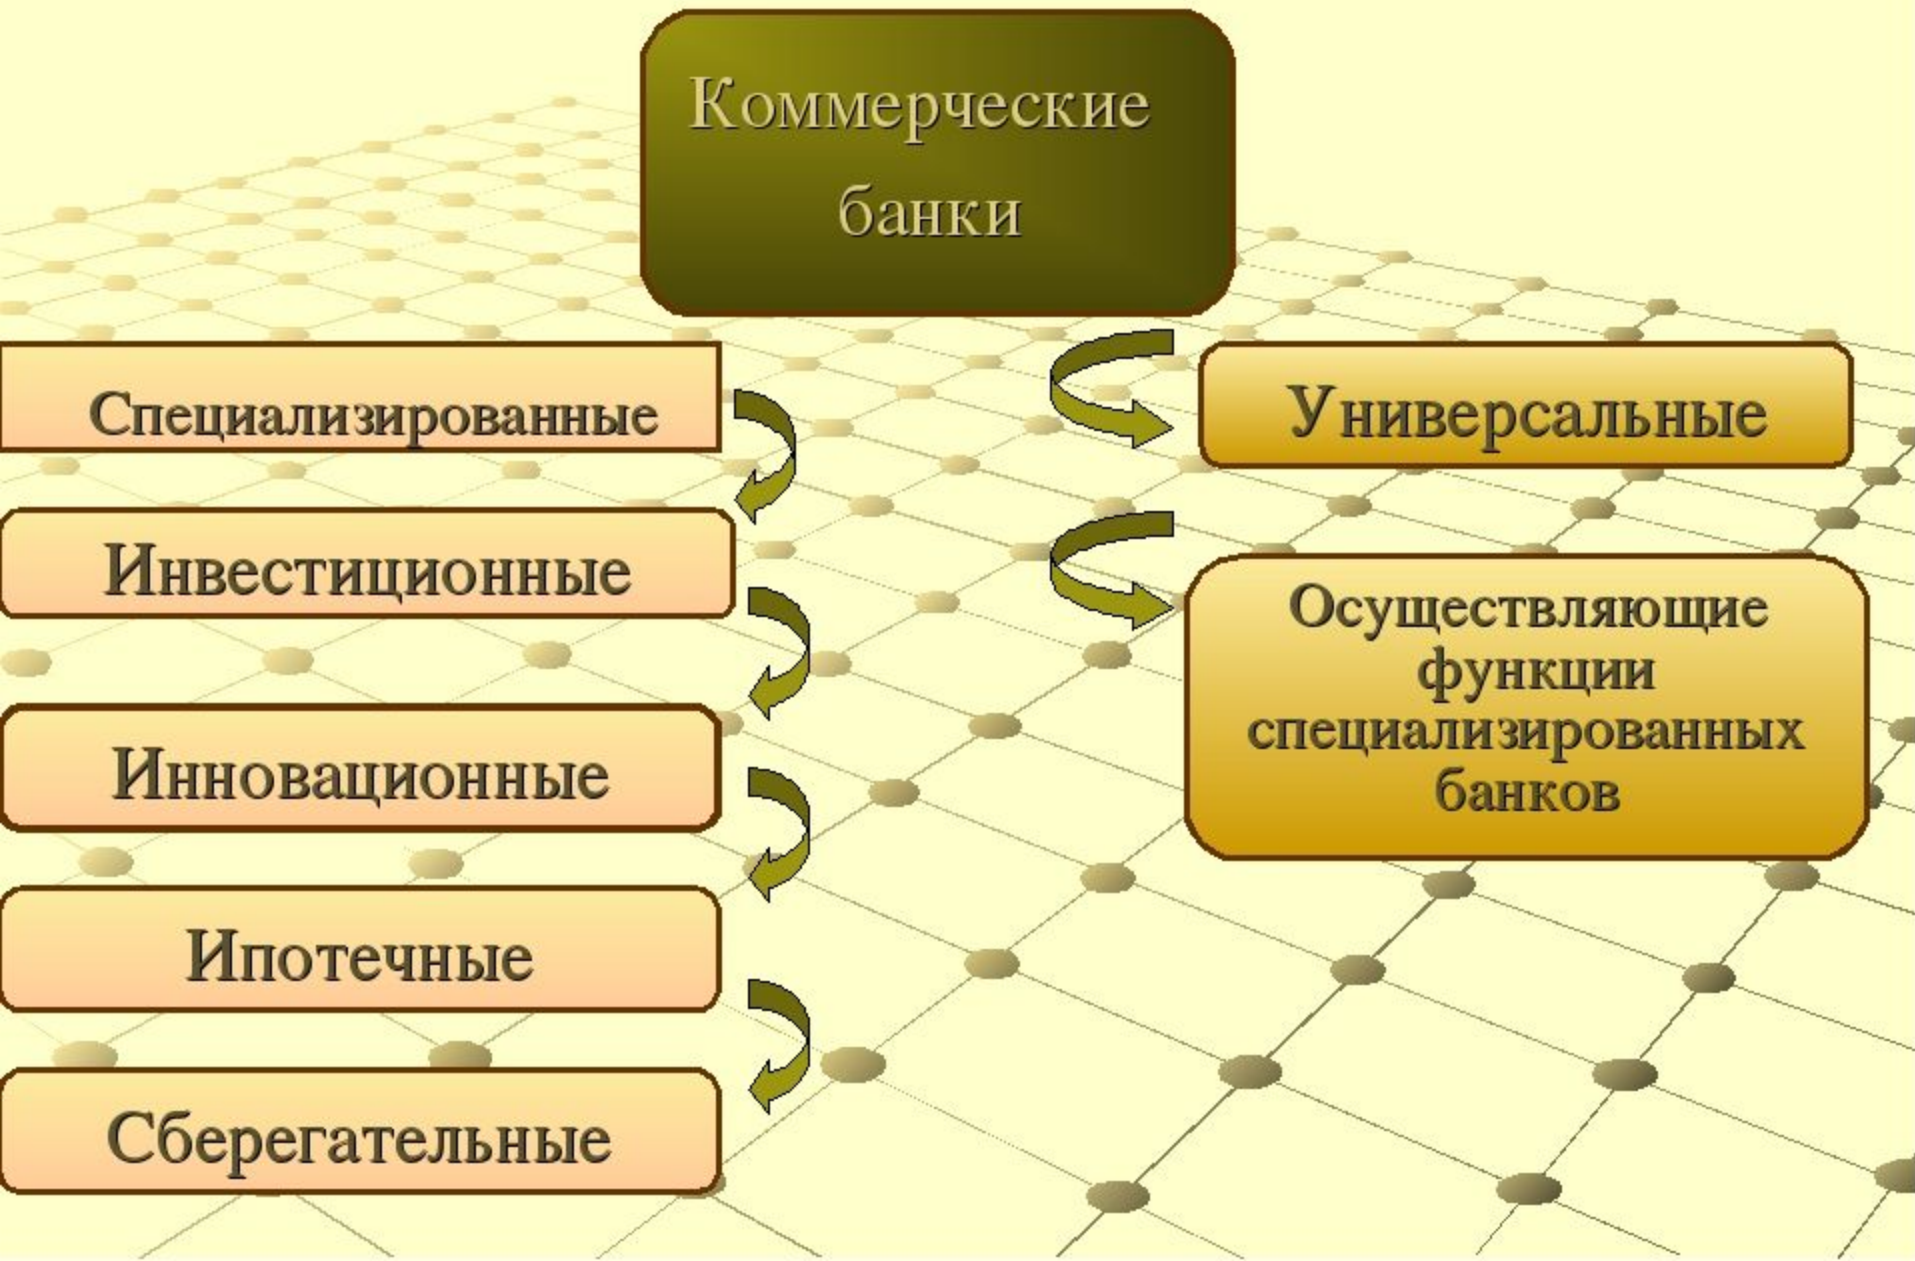 Коммерческие
банки
Специализированные
Инвестиционные
Инновационные
Ипотечные
Сберегательные
Универсальные
Осуществляющие
функции
специализированных
банков